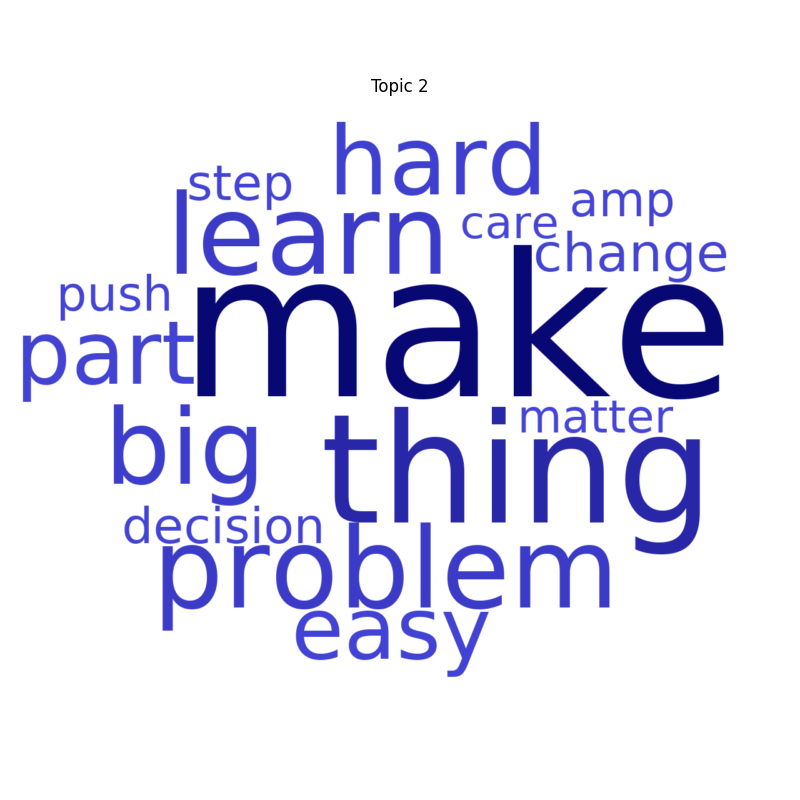 Topic 2
hard
step
amp
learn
care
change
make
push
part
matter
big
thing
decision
problem
easy